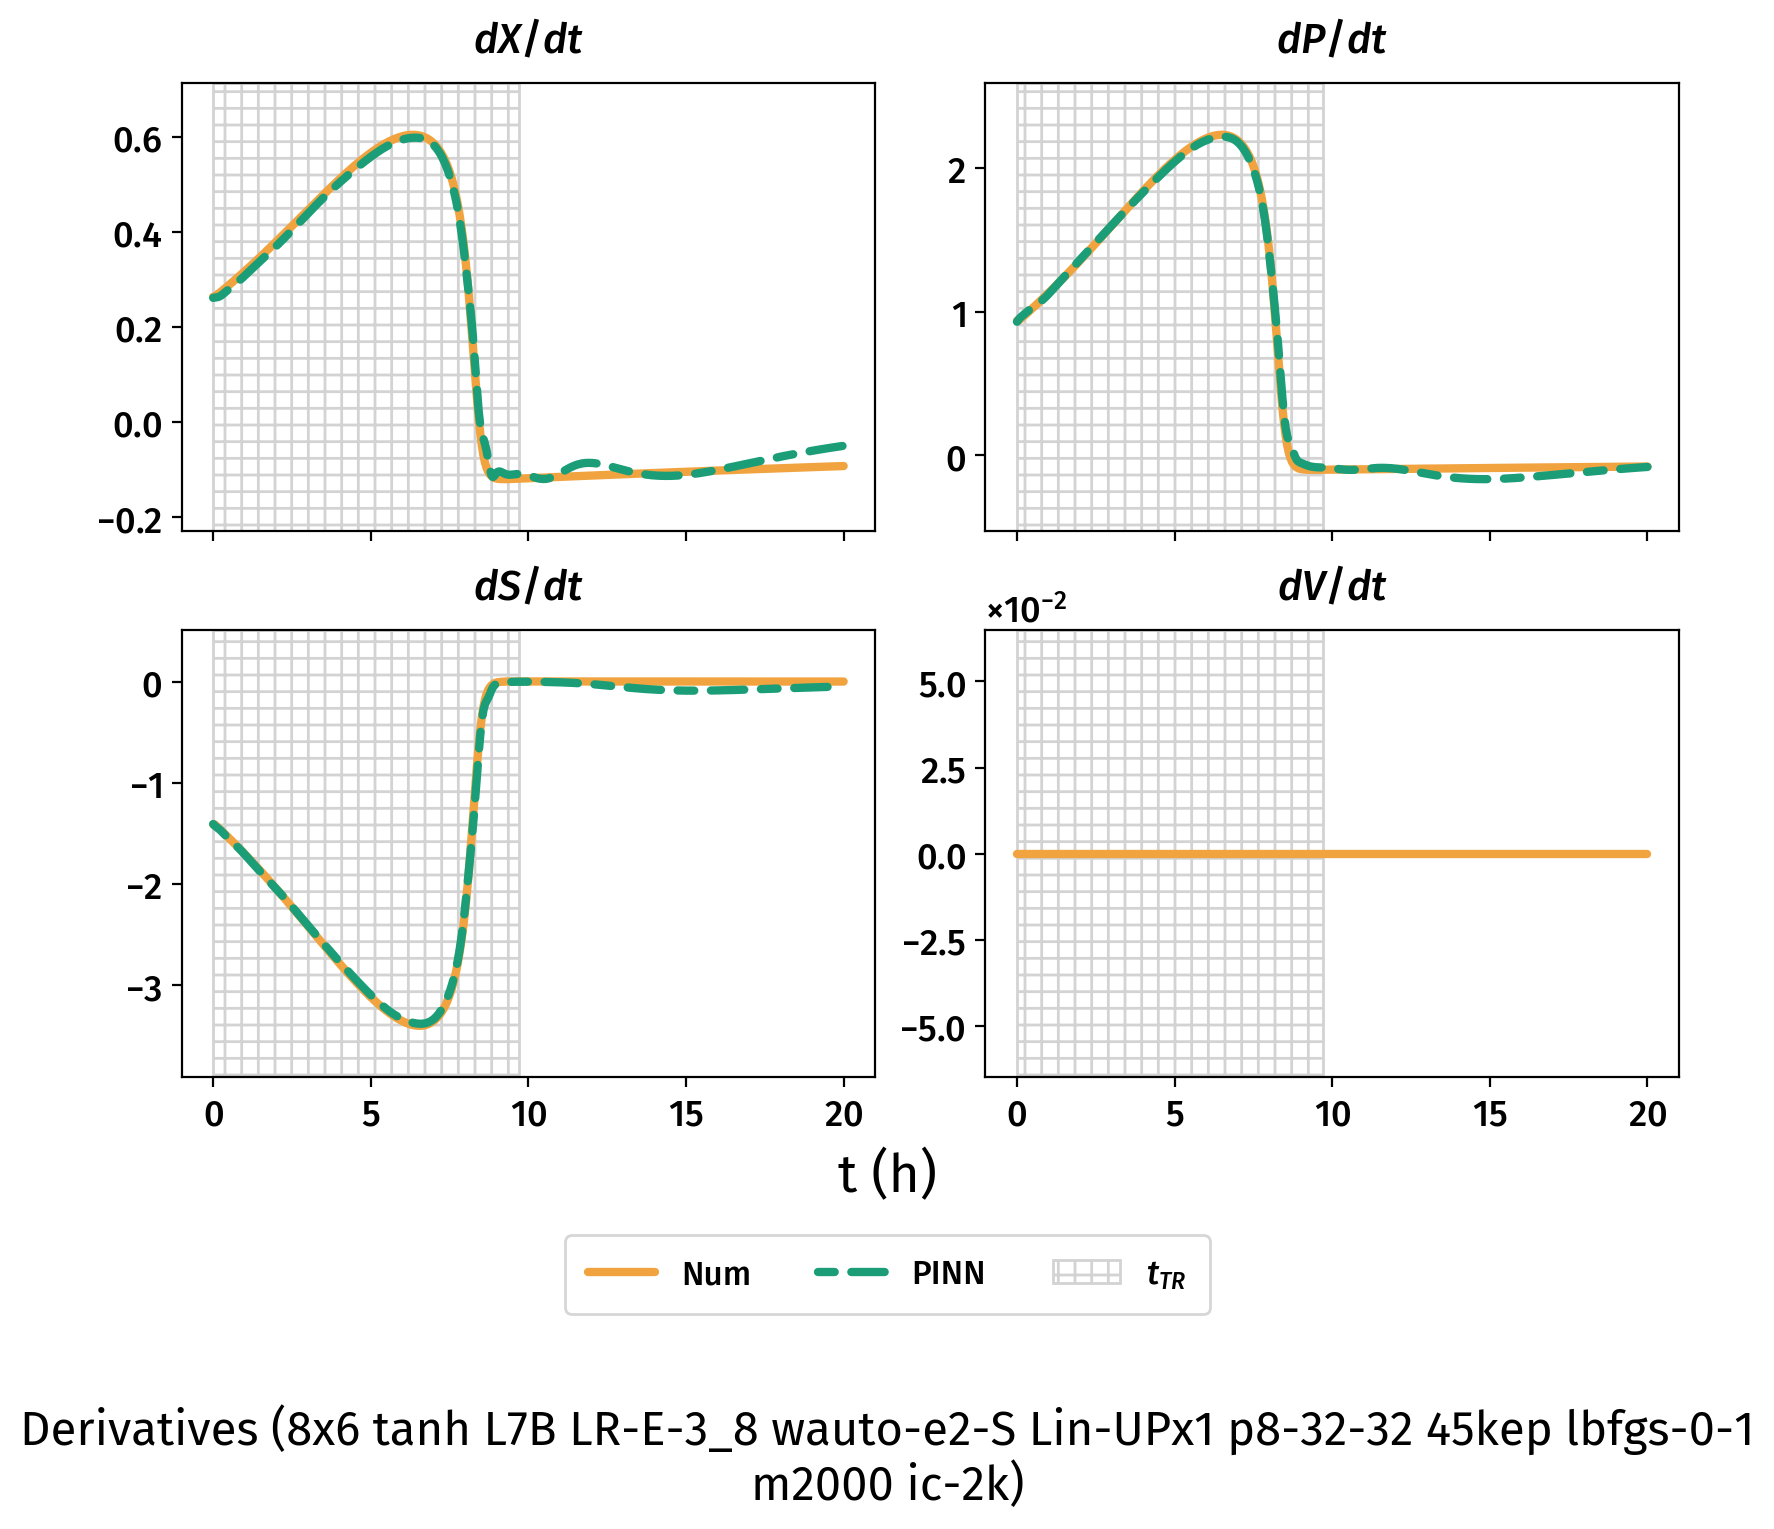 dX/dt
dP/dt
0.6
0.4
0.2
0.0
−0.2
2
1
0
dS/dt
dV/dt
×10⁻²
0
−1
−2
−3
5.0
2.5
0.0
−2.5
−5.0
0 5 10 15 20
0 5 10 15 20
t (h)
Num PINN t_TR
Derivatives (8x6 tanh L7B LR-E-3_8 wauto-e2-S Lin-UPx1 p8-32-32 45kep lbfgs-0-1
m2000 ic-2k)